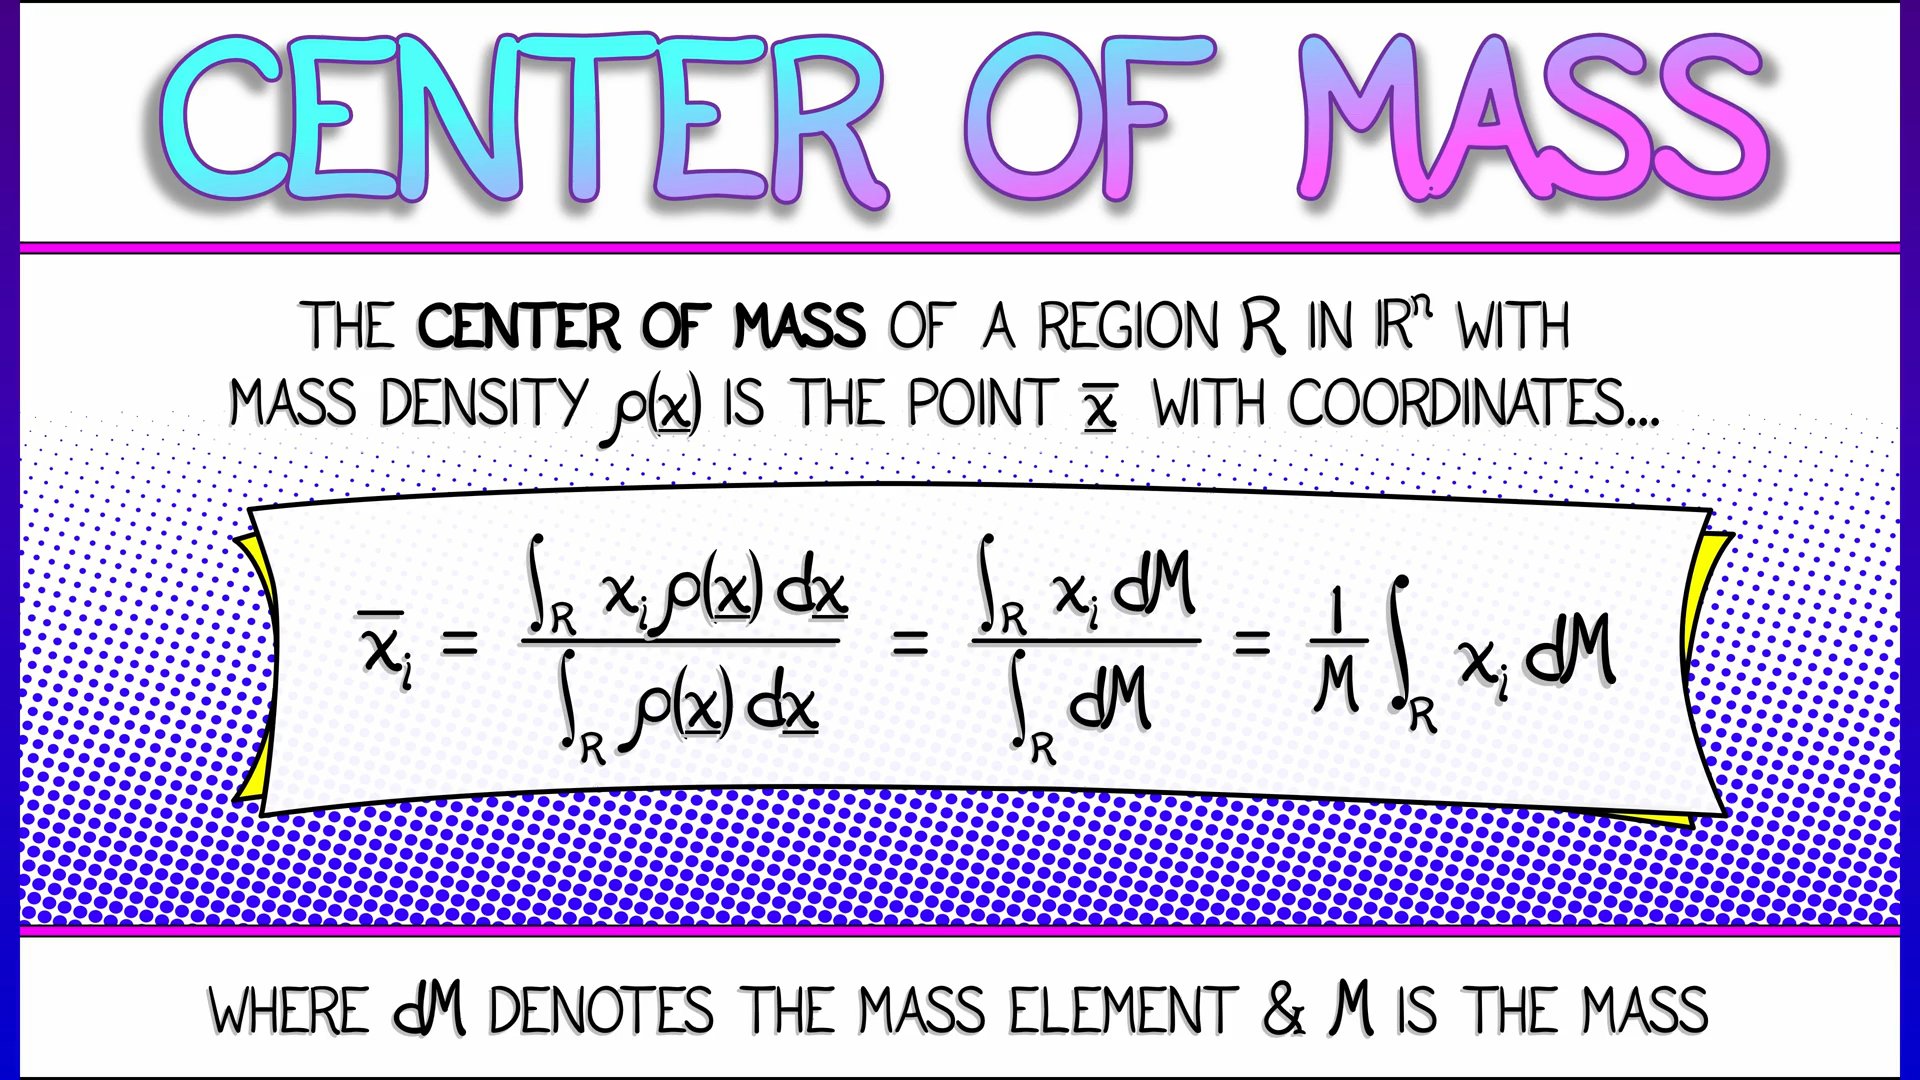 CENTER OF MASS
THE CENTER OF MASS OF A REGION R IN ℝⁿ WITH
MASS DENSITY ρ(x̲) IS THE POINT x̲̅ WITH COORDINATES...
x̅ᵢ = ∫_R xᵢ ρ(x̲) dx̲ / ∫_R ρ(x̲) dx̲ = ∫_R xᵢ dM / ∫_R dM = 1/M ∫_R xᵢ dM
WHERE dM DENOTES THE MASS ELEMENT & M IS THE MASS